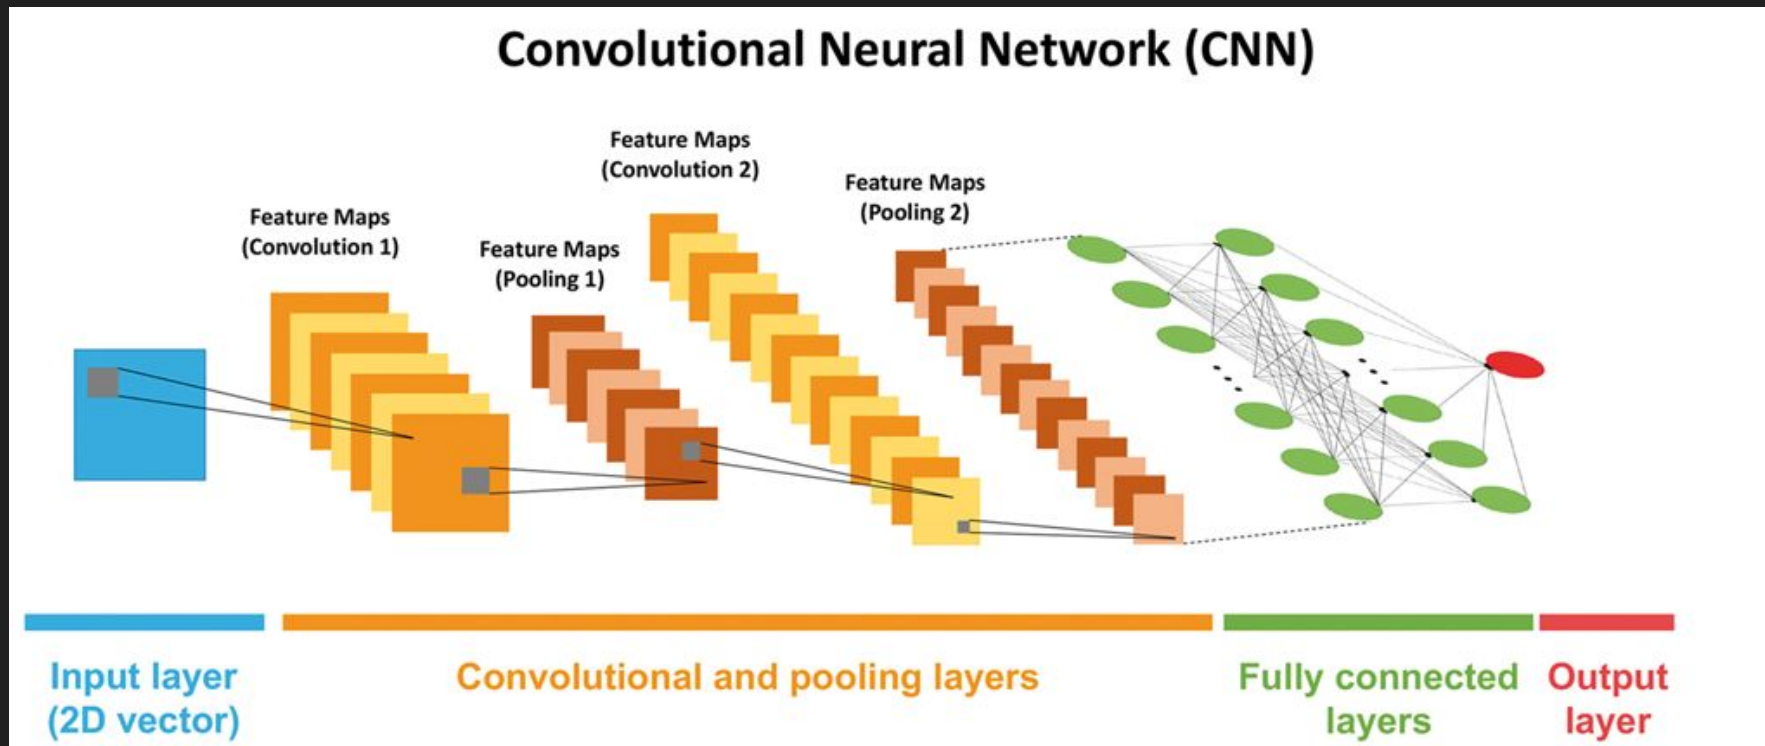 Convolutional Neural Network (CNN)
Feature Maps
(Convolution 1)
Feature Maps
(Pooling 1)
Feature Maps
(Convolution 2)
Feature Maps
(Pooling 2)
Input layer
(2D vector)
Convolutional and pooling layers
Fully connected
layers
Output
layer